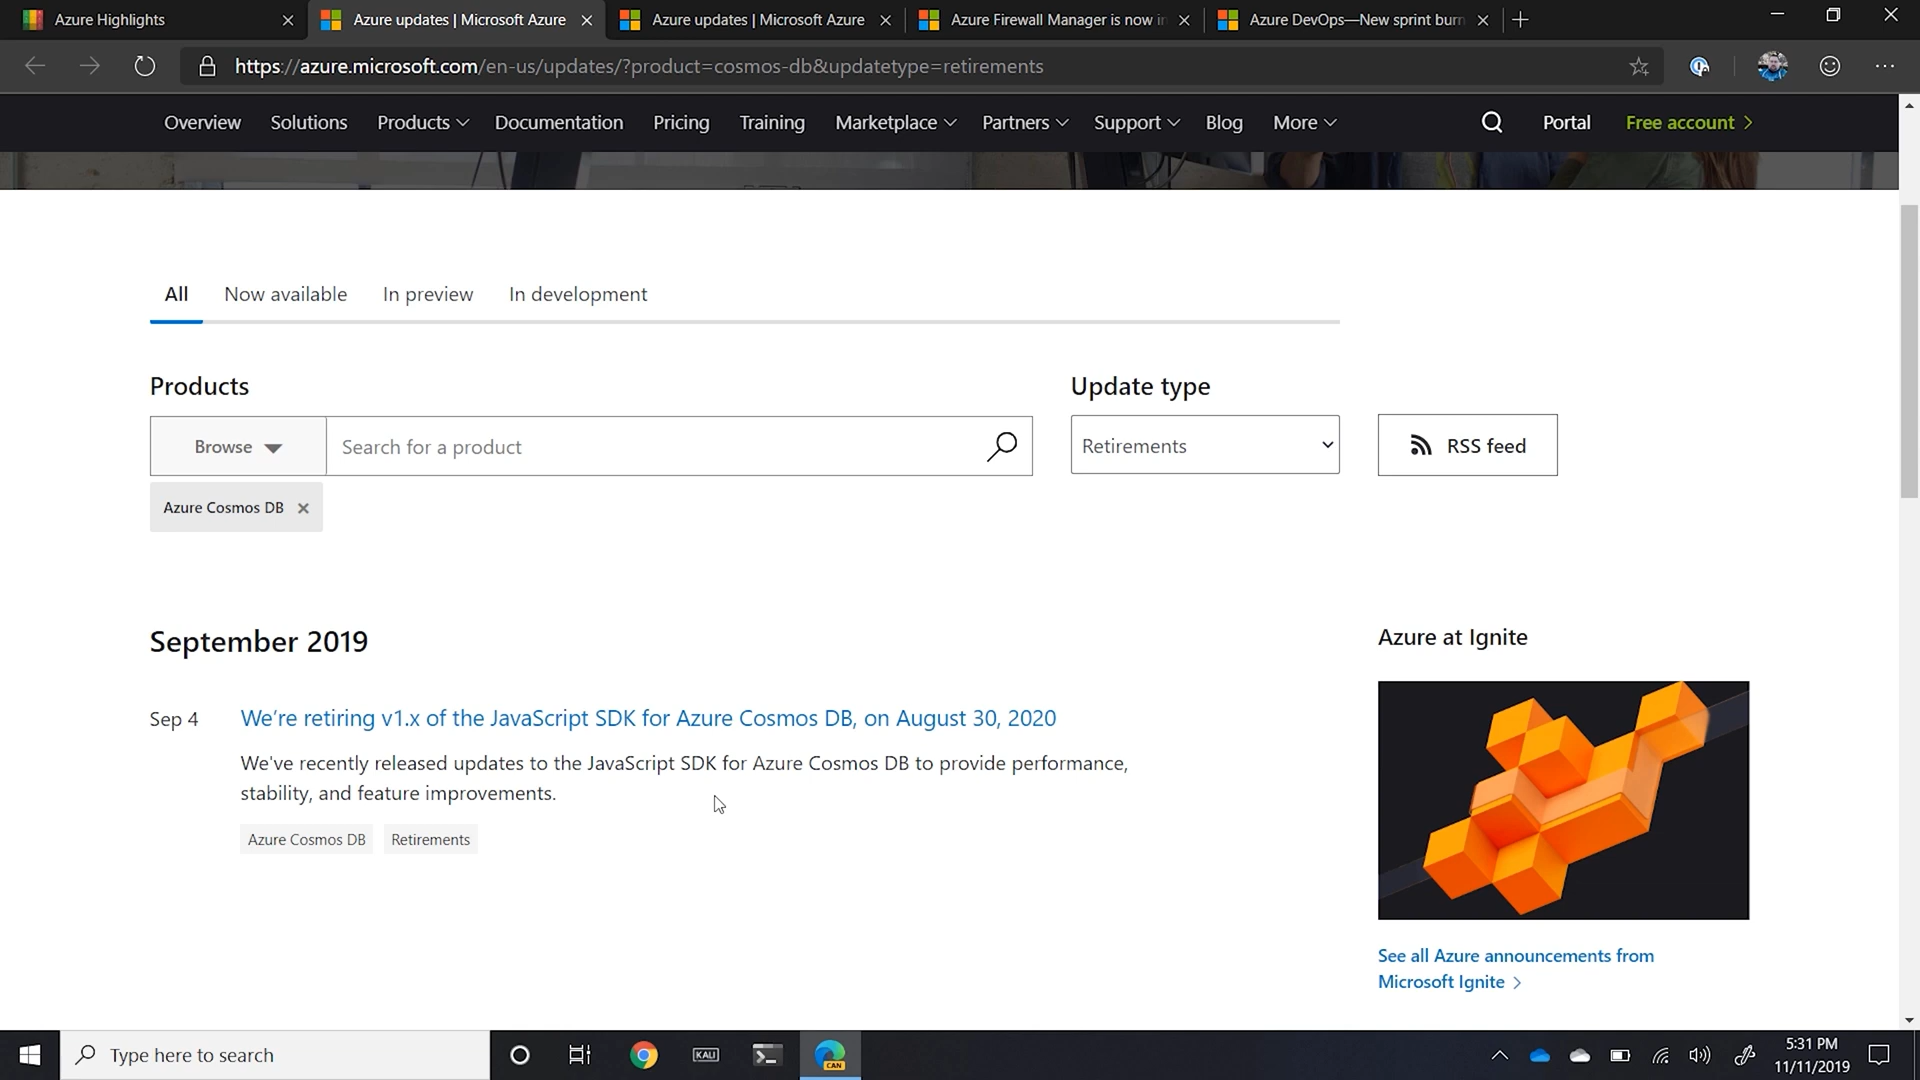 Azure Highlights
Azure updates | Microsoft Azure
Azure updates | Microsoft Azure
Azure Firewall Manager is now in
Azure DevOps—New sprint burn
https://azure.microsoft.com/en-us/updates/?product=cosmos-db&updatetype=retirements
Overview Solutions Products Documentation Pricing Training Marketplace Partners Support Blog More Portal Free account
All Now available In preview In development
Products
Update type
Browse
Search for a product
Retirements
RSS feed
Azure Cosmos DB
September 2019
Azure at Ignite
Sep 4
We're retiring v1.x of the JavaScript SDK for Azure Cosmos DB, on August 30, 2020
We've recently released updates to the JavaScript SDK for Azure Cosmos DB to provide performance,
stability, and feature improvements.
Azure Cosmos DB Retirements
See all Azure announcements from
Microsoft Ignite
Type here to search
KALI
CAN
5:31 PM
11/11/2019